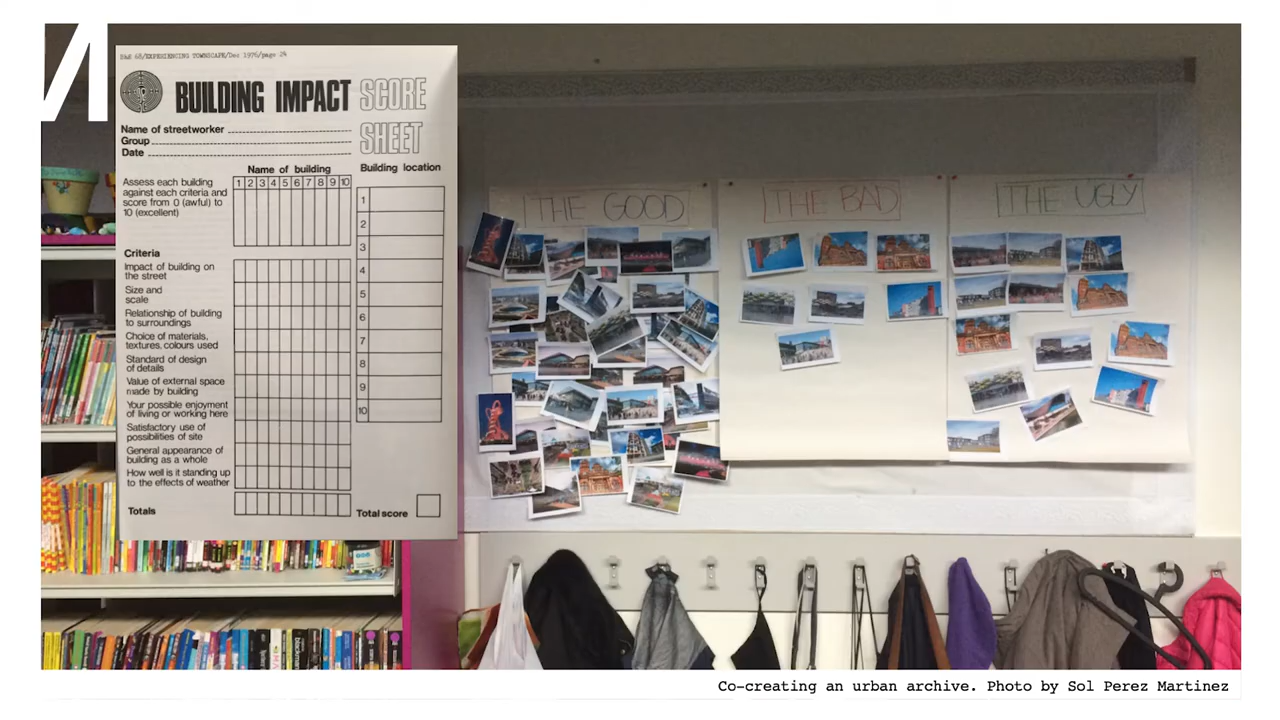 BEE 68/EXPERIENCING TOWNSCAPE/Dec 1976/page 24
BUILDING IMPACT SCORE
SHEET
Name of streetworker
Group
Date
Name of building
Building location
Assess each building
against each criteria and
score from 0 (awful) to
10 (excellent)
1 2 3 4 5 6 7 8 9 10
1
2
3
4
5
6
7
8
9
10
Criteria
Impact of building on
the street
Size and
scale
Relationship of building
to surroundings
Choice of materials,
textures, colours used
Standard of design
of details
Value of external space
made by building
Your possible enjoyment
of living or working here
Satisfactory use of
possibilities of site
General appearance of
building as a whole
How well is it standing up
to the effects of weather
Totals
Total score
THE GOOD
THE BAD
THE UGLY
Co-creating an urban archive. Photo by Sol Perez Martinez